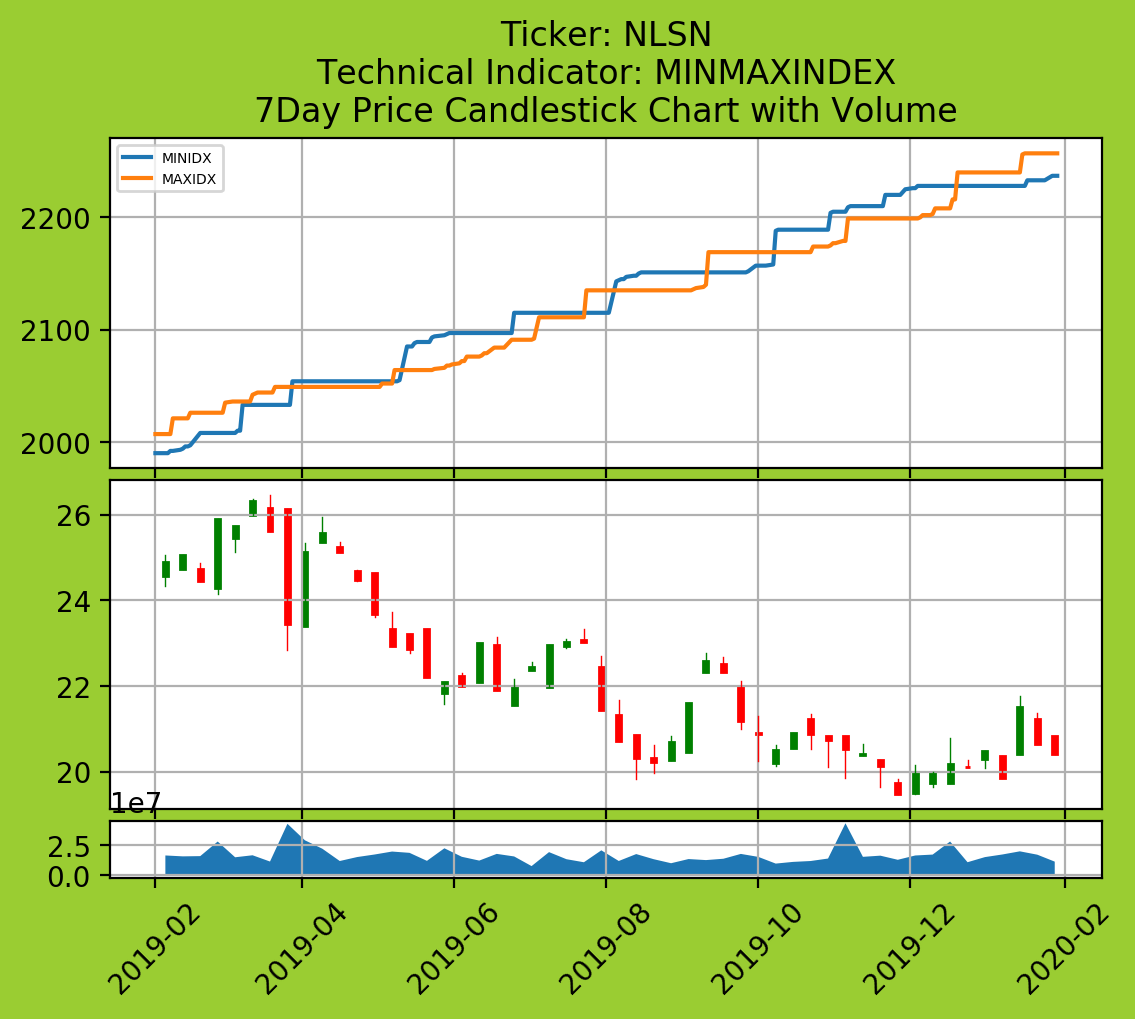 Ticker: NLSN
Technical Indicator: MINMAXINDEX
7Day Price Candlestick Chart with Volume
MINIDX
MAXIDX
2200
2100
2000
26
24
22
20
1e7
2.5
0.0
2019-02
2019-04
2019-06
2019-08
2019-10
2019-12
2020-02